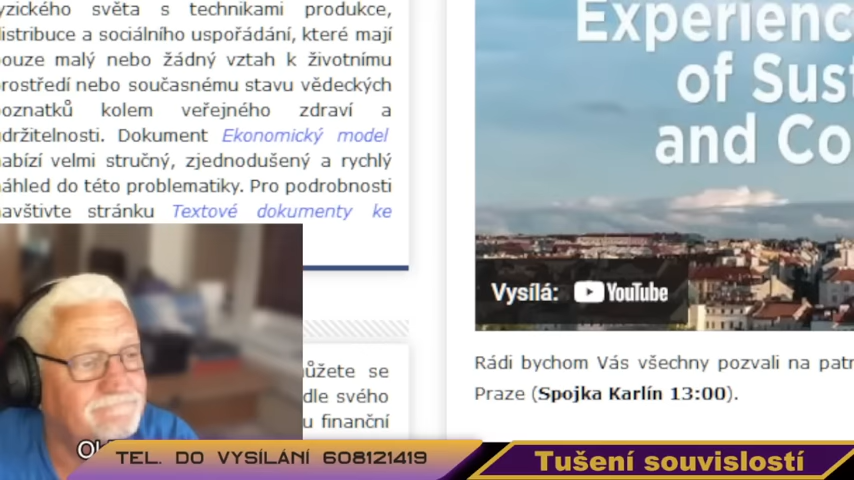 yzického světa s technikami produkce,
distribuce a sociálního uspořádání, které mají
pouze malý nebo žádný vztah k životnímu
prostředí nebo současnému stavu vědeckých
poznatků kolem veřejného zdraví a
udržitelnosti. Dokument Ekonomický model
nabízí velmi stručný, zjednodušený a rychlý
náhled do této problematiky. Pro podrobnosti
navštivte stránku Textové dokumenty ke
ůžete se
dle svého
u finanční
Experienc
of Sust
and Co
Vysílá: YouTube
Rádi bychom Vás všechny pozvali na patr
Praze (Spojka Karlín 13:00).
TEL. DO VYSÍLÁNÍ 608121419
Tušení souvislostí